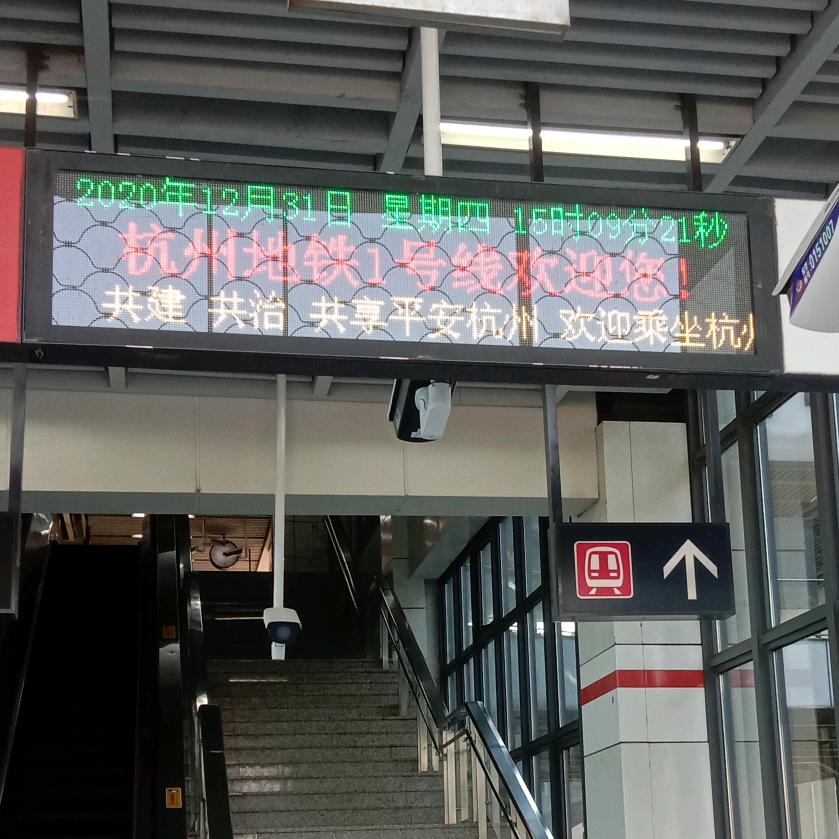 2020年12月31日 星期四 15时09分21秒
杭州地铁1号线欢迎您!
共建 共治 共享平安杭州 欢迎乘坐杭州